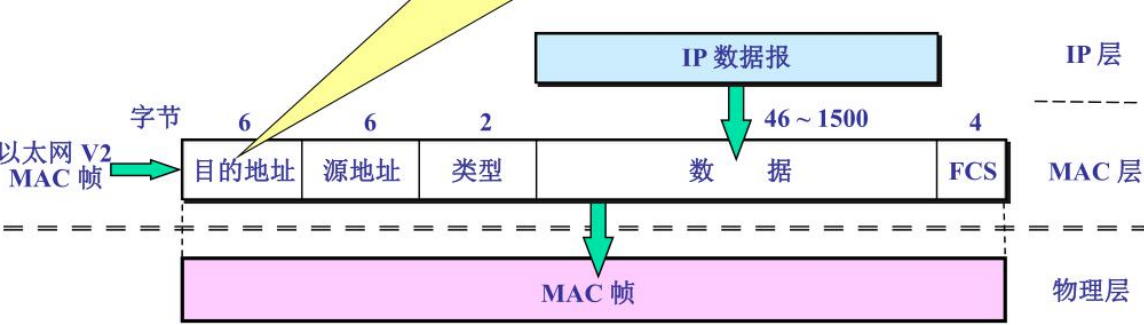 IP 数据报
IP 层
字节
6
6
2
46 ~ 1500
4
以太网 V2
MAC 帧
目的地址
源地址
类型
数 据
FCS
MAC 层
MAC 帧
物理层